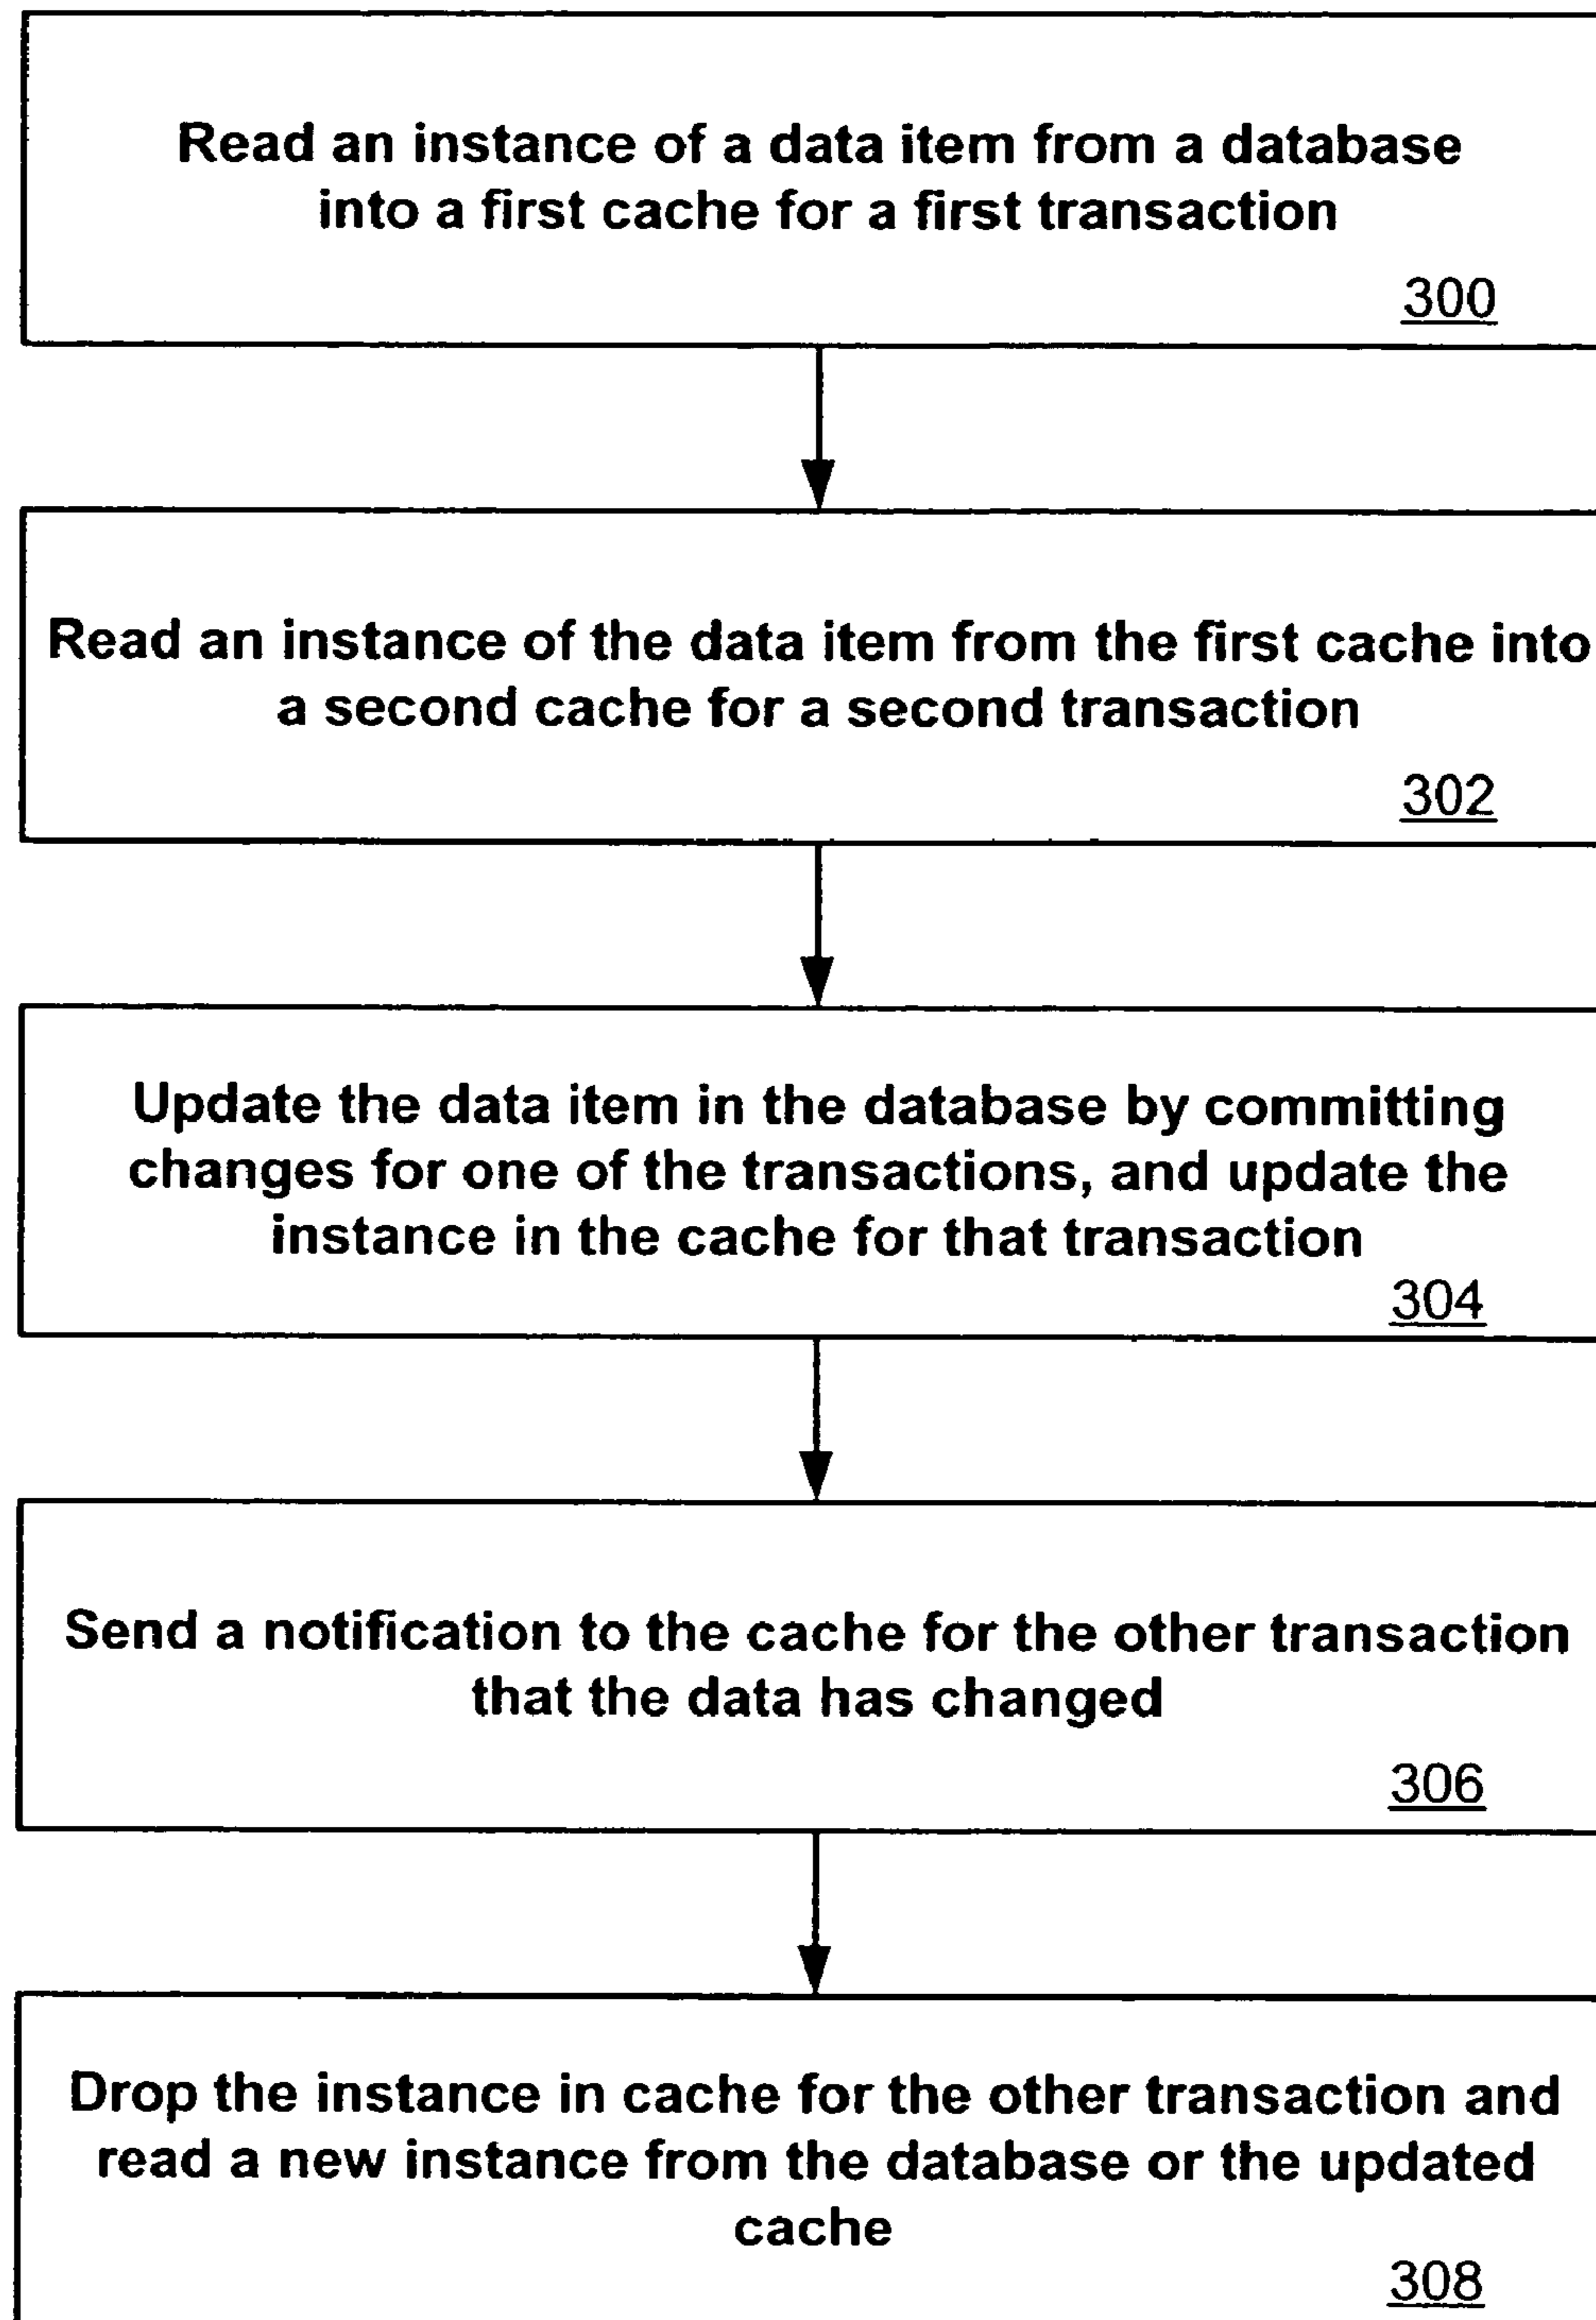 Read an instance of a data item from a database
into a first cache for a first transaction
300
Read an instance of the data item from the first cache into
a second cache for a second transaction
302
Update the data item in the database by committing
changes for one of the transactions, and update the
instance in the cache for that transaction
304
Send a notification to the cache for the other transaction
that the data has changed
306
Drop the instance in cache for the other transaction and
read a new instance from the database or the updated
cache
308